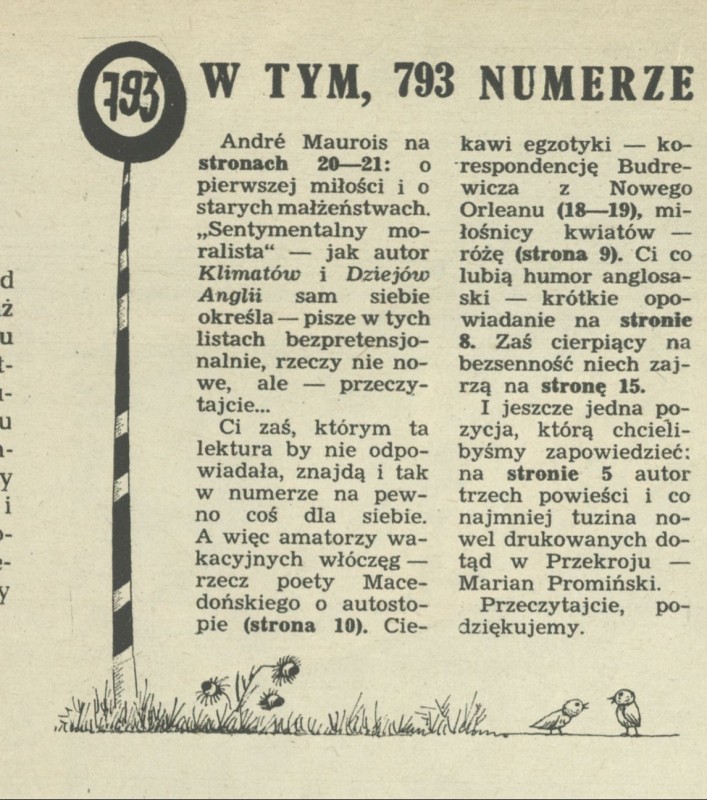 793
W TYM, 793 NUMERZE
André Maurois na
stronach 20—21: o
pierwszej miłości i o
starych małżeństwach.
„Sentymentalny mo-
ralista“ — jak autor
Klimatów i Dziejów
Anglii sam siebie
określa — pisze w tych
listach bezpretensjo-
nalnie, rzeczy nie no-
we, ale — przeczy-
tajcie...
Ci zaś, którym ta
lektura by nie odpo-
wiadała, znajdą i tak
w numerze na pew-
no coś dla siebie.
A więc amatorzy wa-
kacyjnych włóczęg —
rzecz poety Mace-
dońskiego o autosto-
pie (strona 10). Cie-
kawi egzotyki — ko-
respondencję Budre-
wicza z Nowego
Orleanu (18—19), mi-
łośnicy kwiatów —
różę (strona 9). Ci co
lubią humor anglosa-
ski — krótkie opo-
wiadanie na stronie
8. Zaś cierpiący na
bezsenność niech zaj-
rzą na stronę 15.
I jeszcze jedna po-
zycja, którą chcieli-
byśmy zapowiedzieć:
na stronie 5 autor
trzech powieści i co
najmniej tuzina no-
wel drukowanych do-
tąd w Przekroju —
Marian Promiński.
Przeczytajcie, po-
dziękujemy.